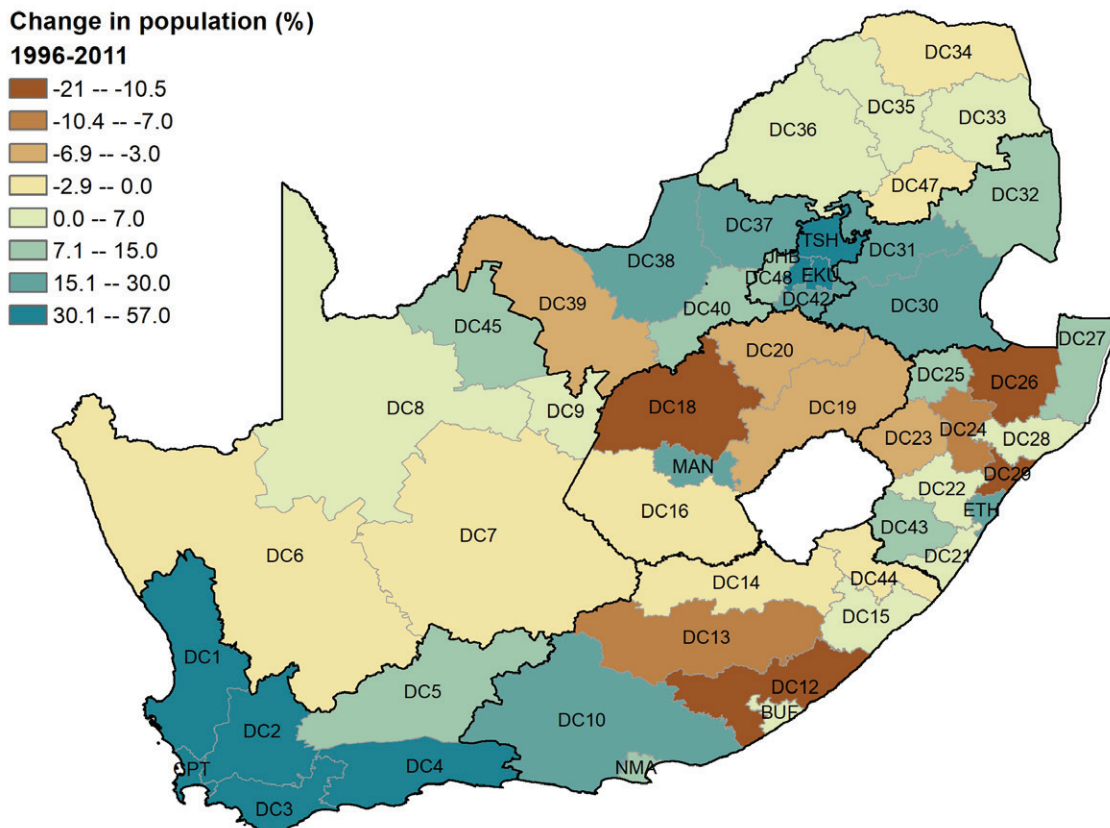 Change in population (%)
1996-2011
-21 -- -10.5
-10.4 -- -7.0
-6.9 -- -3.0
-2.9 -- 0.0
0.0 -- 7.0
7.1 -- 15.0
15.1 -- 30.0
30.1 -- 57.0
DC34
DC35
DC33
DC36
DC47
DC32
DC37
TSH
DC31
JHB
DC38
DC48
EKU
DC39
DC42
DC30
DC40
DC45
DC27
DC20
DC25
DC26
DC8
DC9
DC18
DC19
DC23
DC24
DC28
MAN
DC29
DC22
DC16
ETH
DC43
DC7
DC6
DC21
DC14
DC44
DC15
DC13
DC1
DC12
DC5
BUF
DC10
DC2
DC4
NMA
DC3